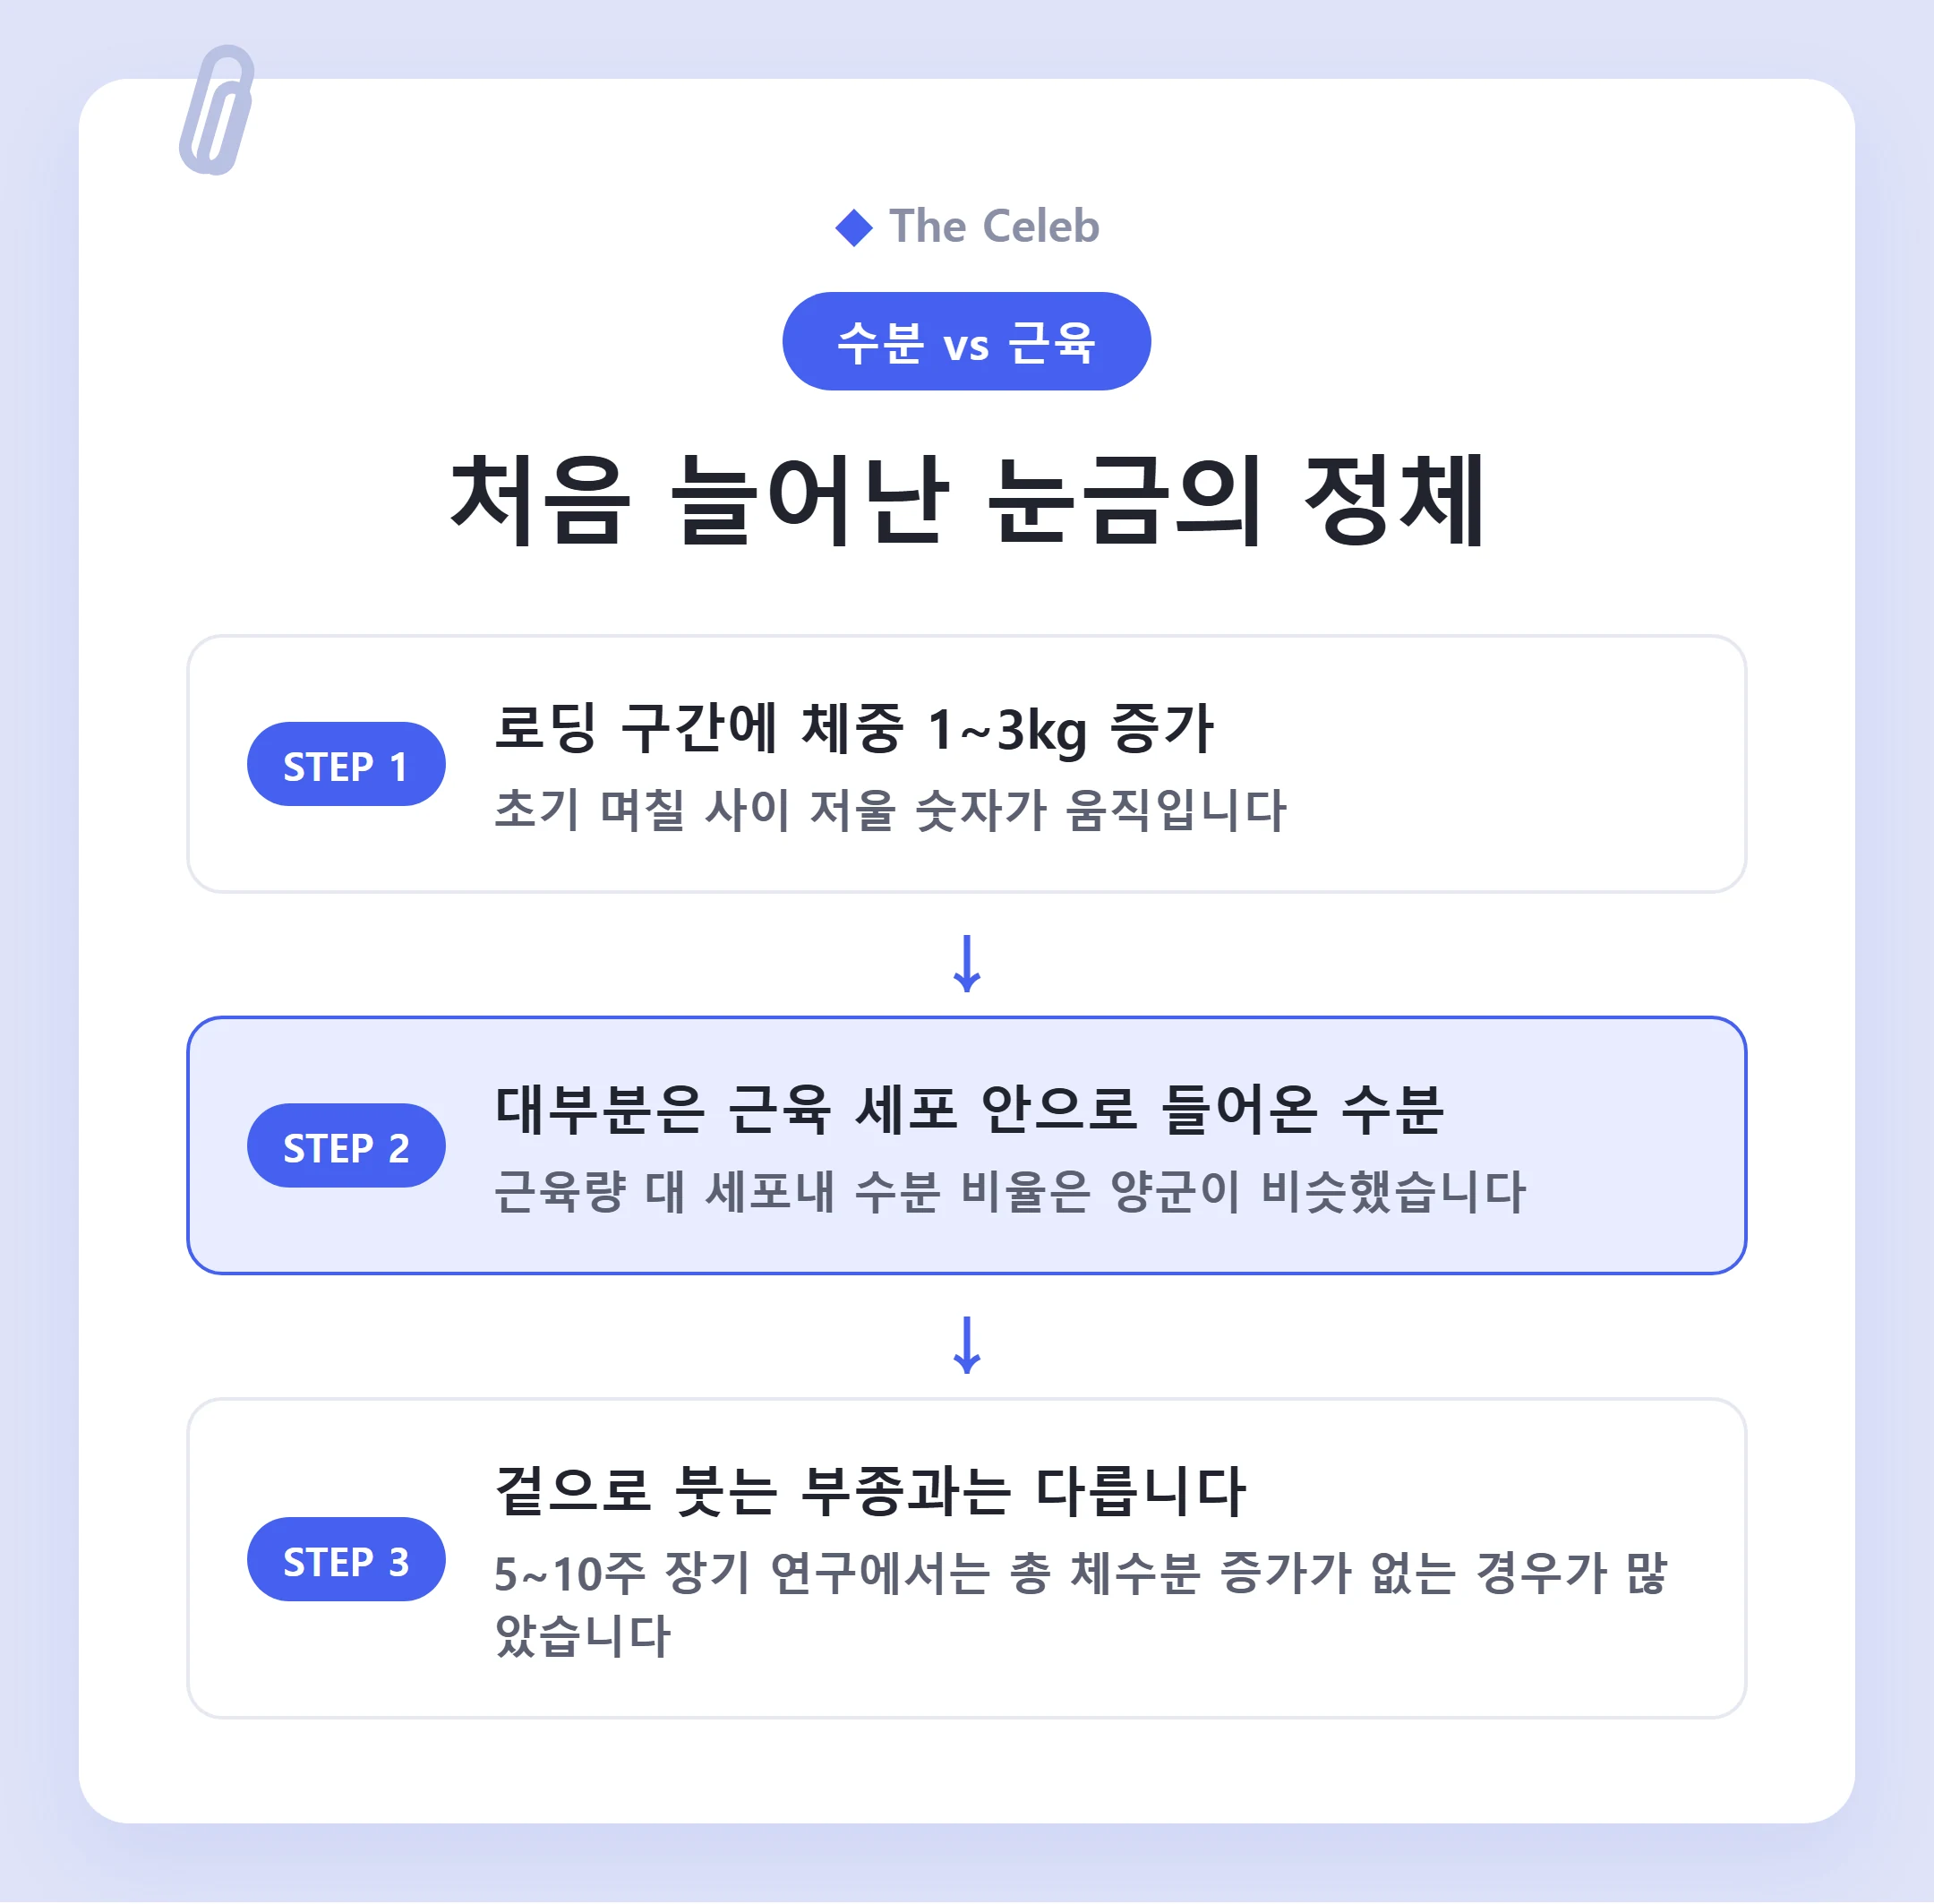 ◆ The Celeb
수분 vs 근육
처음 늘어난 눈금의 정체
STEP 1
로딩 구간에 체중 1~3kg 증가
초기 며칠 사이 저울 숫자가 움직입니다
↓
STEP 2
대부분은 근육 세포 안으로 들어온 수분
근육량 대 세포내 수분 비율은 양군이 비슷했습니다
↓
STEP 3
겉으로 붓는 부종과는 다릅니다
5~10주 장기 연구에서는 총 체수분 증가가 없는 경우가 많
았습니다